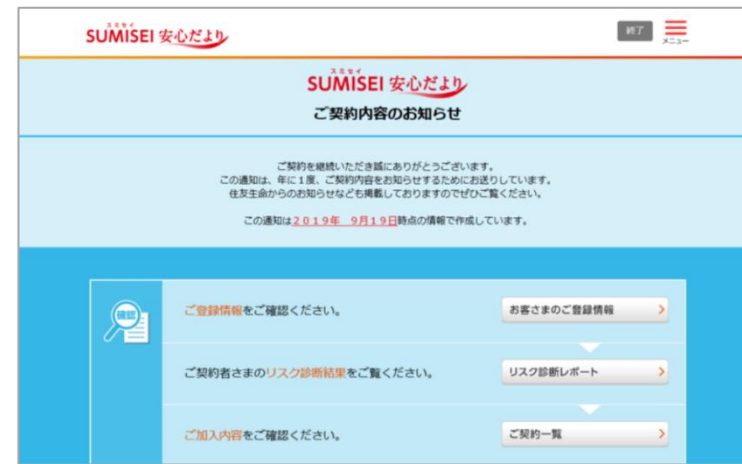 スミセイ
SUMISEI 安心だより
終了
メニュー
スミセイ
SUMISEI 安心だより
ご契約内容のお知らせ
ご契約を継続いただき誠にありがとうございます。
この通知は、年に1度、ご契約内容をお知らせするためにお送りしています。
住友生命からのお知らせなども掲載しておりますのでぜひご覧ください。
この通知は2019年 9月19日時点の情報で作成しています。
確認
ご登録情報をご確認ください。
お客さまのご登録情報
ご契約者さまのリスク診断結果をご覧ください。
リスク診断レポート
ご加入内容をご確認ください。
ご契約一覧